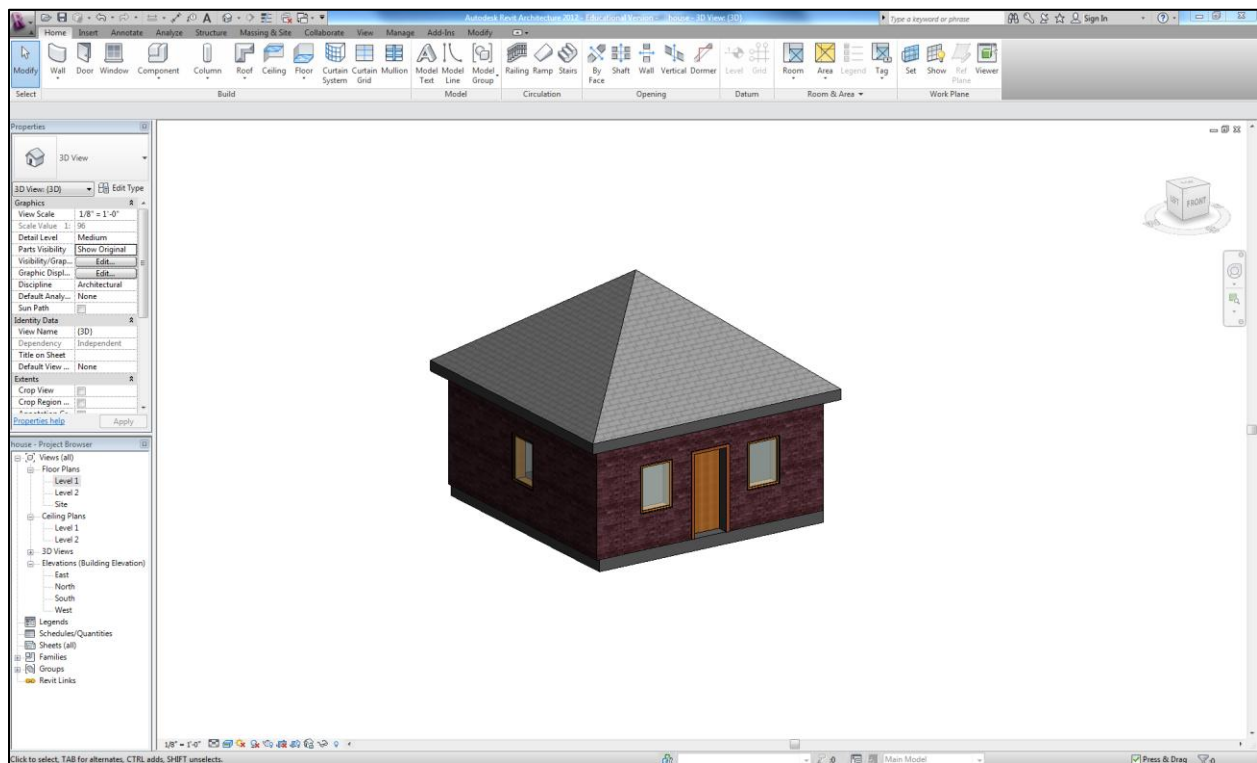 Autodesk Revit Architecture 2012 - Educational Version - house - 3D View: {3D}
Type a keyword or phrase
Sign In
Home Insert Annotate Analyze Structure Massing & Site Collaborate View Manage Add-Ins Modify
Modify Wall Door Window Component Column Roof Ceiling Floor Curtain System Curtain Grid Mullion Model Text Model Line Model Group Railing Ramp Stairs By Face Shaft Wall Vertical Dormer Level Grid Room Area Legend Tag Set Show Ref Plane Viewer
Select Build Model Circulation Opening Datum Room & Area Work Plane
Properties
3D View
3D View: {3D} Edit Type
Graphics
View Scale 1/8" = 1'-0"
Scale Value 1: 96
Detail Level Medium
Parts Visibility Show Original
Visibility/Grap... Edit...
Graphic Displ... Edit...
Discipline Architectural
Default Analy... None
Sun Path
Identity Data
View Name {3D}
Dependency Independent
Title on Sheet
Default View ... None
Extents
Crop View
Crop Region ...
Properties help Apply
house - Project Browser
Views (all)
Floor Plans
Level 1
Level 2
Site
Ceiling Plans
Level 1
Level 2
3D Views
Elevations (Building Elevation)
East
North
South
West
Legends
Schedules/Quantities
Sheets (all)
Families
Groups
Revit Links
FRONT
1/8" = 1'-0"
Click to select, TAB for alternates, CTRL adds, SHIFT unselects.
:0
Main Model
Press & Drag
:0